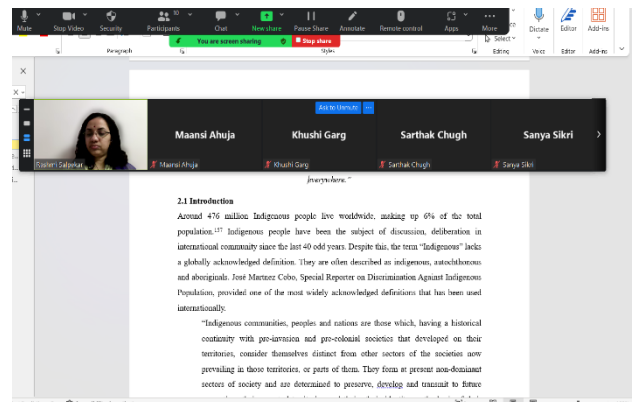 Mute
Stop Video
Security
Participants
10
Chat
New share
Pause Share
Annotate
Remote control
Apps
More
You are screen sharing
Stop share
Select
Dictate
Editor
Add-ins
Paragraph
Styles
Editing
Voice
Editor
Add-ins
Ask to Unmute
Maansi Ahuja
Khushi Garg
Sarthak Chugh
Sanya Sikri
Rashmi Salpekar
Maansi Ahuja
Khushi Garg
Sarthak Chugh
Sanya Sikri
everywhere."
2.1 Introduction
Around 476 million Indigenous people live worldwide, making up 6% of the total
population.157 Indigenous people have been the subject of discussion, deliberation in
international community since the last 40 odd years. Despite this, the term "Indigenous" lacks
a globally acknowledged definition. They are often described as indigenous, autochthonous
and aboriginals. José Martnez Cobo, Special Reporter on Discrimination Against Indigenous
Population, provided one of the most widely acknowledged definitions that has been used
internationally.
"Indigenous communities, peoples and nations are those which, having a historical
continuity with pre-invasion and pre-colonial societies that developed on their
territories, consider themselves distinct from other sectors of the societies now
prevailing in those territories, or parts of them. They form at present non-dominant
sectors of society and are determined to preserve, develop and transmit to future